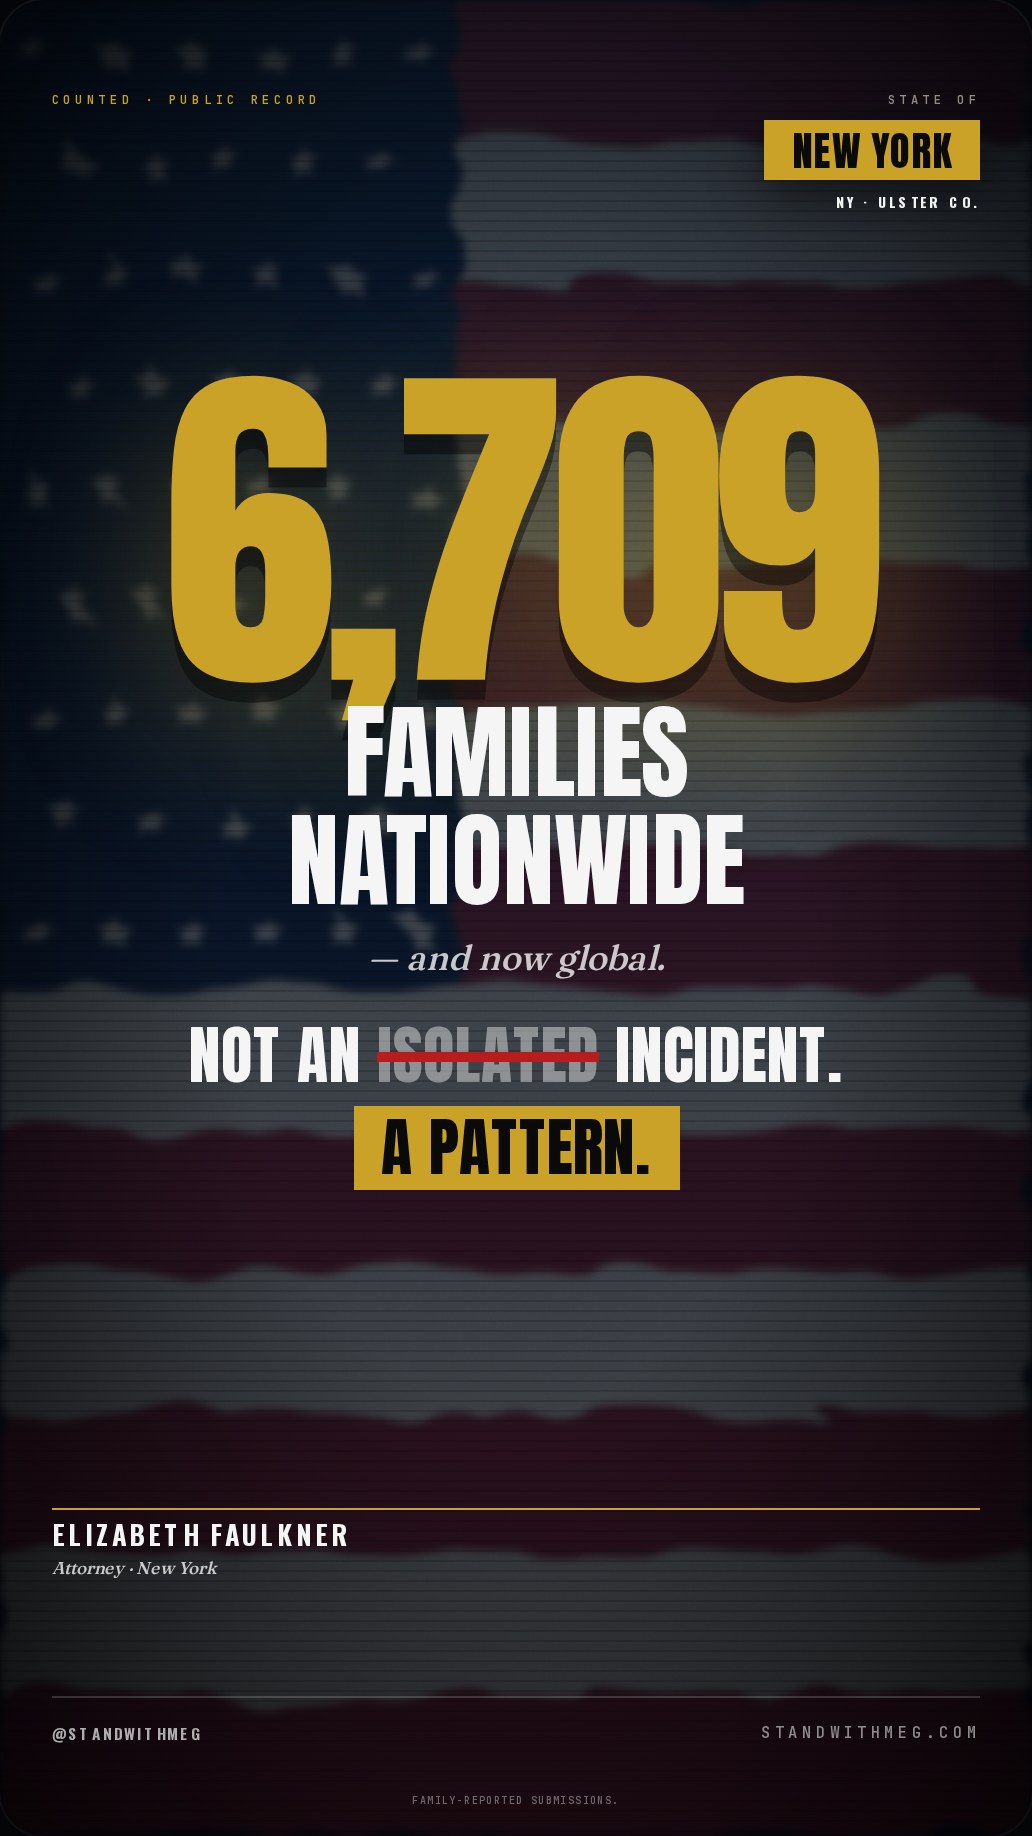 COUNTED · PUBLIC RECORD
STATE OF
NEW YORK
NY · ULSTER CO.
6,709
FAMILIES
NATIONWIDE
— and now global.
NOT AN ISOLATED INCIDENT.
A PATTERN.
ELIZABETH FAULKNER
Attorney · New York
@STANDWITHMEG
STANDWITHMEG.COM
FAMILY-REPORTED SUBMISSIONS.